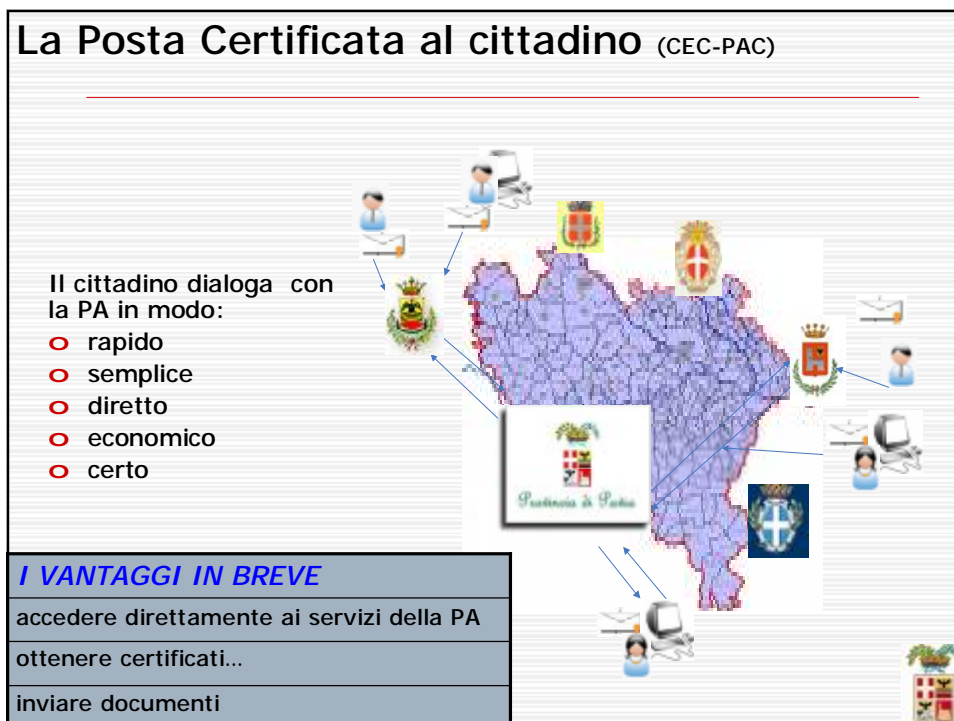 La Posta Certificata al cittadino (CEC-PAC)
Il cittadino dialoga con
la PA in modo:
o rapido
o semplice
o diretto
o economico
o certo
Provincia di Pavia
I VANTAGGI IN BREVE
accedere direttamente ai servizi della PA
ottenere certificati...
inviare documenti